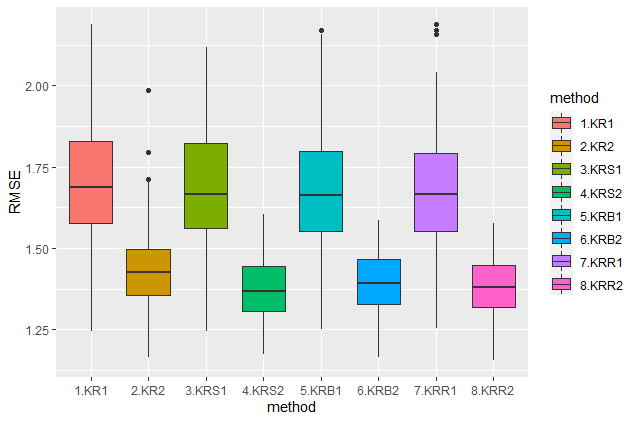 RMSE
2.00
1.75
1.50
1.25
1.KR1 2.KR2 3.KRS1 4.KRS2 5.KRB1 6.KRB2 7.KRR1 8.KRR2
method
method
1.KR1
2.KR2
3.KRS1
4.KRS2
5.KRB1
6.KRB2
7.KRR1
8.KRR2